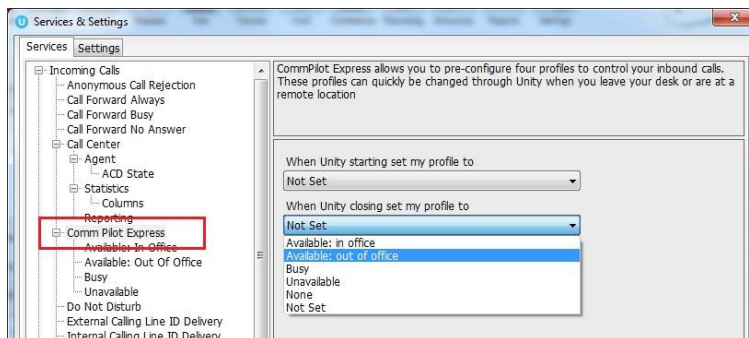 Services & Settings
Services Settings
Incoming Calls
Anonymous Call Rejection
Call Forward Always
Call Forward Busy
Call Forward No Answer
Call Center
Agent
ACD State
Statistics
Columns
Reporting
Comm Pilot Express
Available: In Office
Available: Out Of Office
Busy
Unavailable
Do Not Disturb
External Calling Line ID Delivery
Internal Calling Line ID Delivery
CommPilot Express allows you to pre-configure four profiles to control your inbound calls.
These profiles can quickly be changed through Unity when you leave your desk or are at a
remote location
When Unity starting set my profile to
Not Set
When Unity closing set my profile to
Not Set
Available: in office
Available: out of office
Busy
Unavailable
None
Not Set